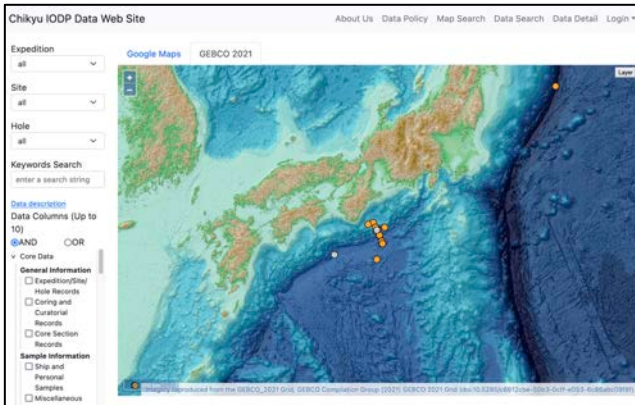 Chikyu IODP Data Web Site
About Us Data Policy Map Search Data Search Data Detail Login
Expedition
all
Site
all
Hole
all
Keywords Search
enter a search string
Data description
Data Columns (Up to
10)
AND OR
Core Data
General Information
Expedition/Site/
Hole Records
Coring and
Curatorial
Records
Core Section
Records
Sample Information
Ship and
Personal
Samples
Miscellaneous
Google Maps GEBCO 2021
+
Layer
−
Imagery reproduced from the GEBCO_2021 Grid, GEBCO Compilation Group (2021) GEBCO 2021 Grid